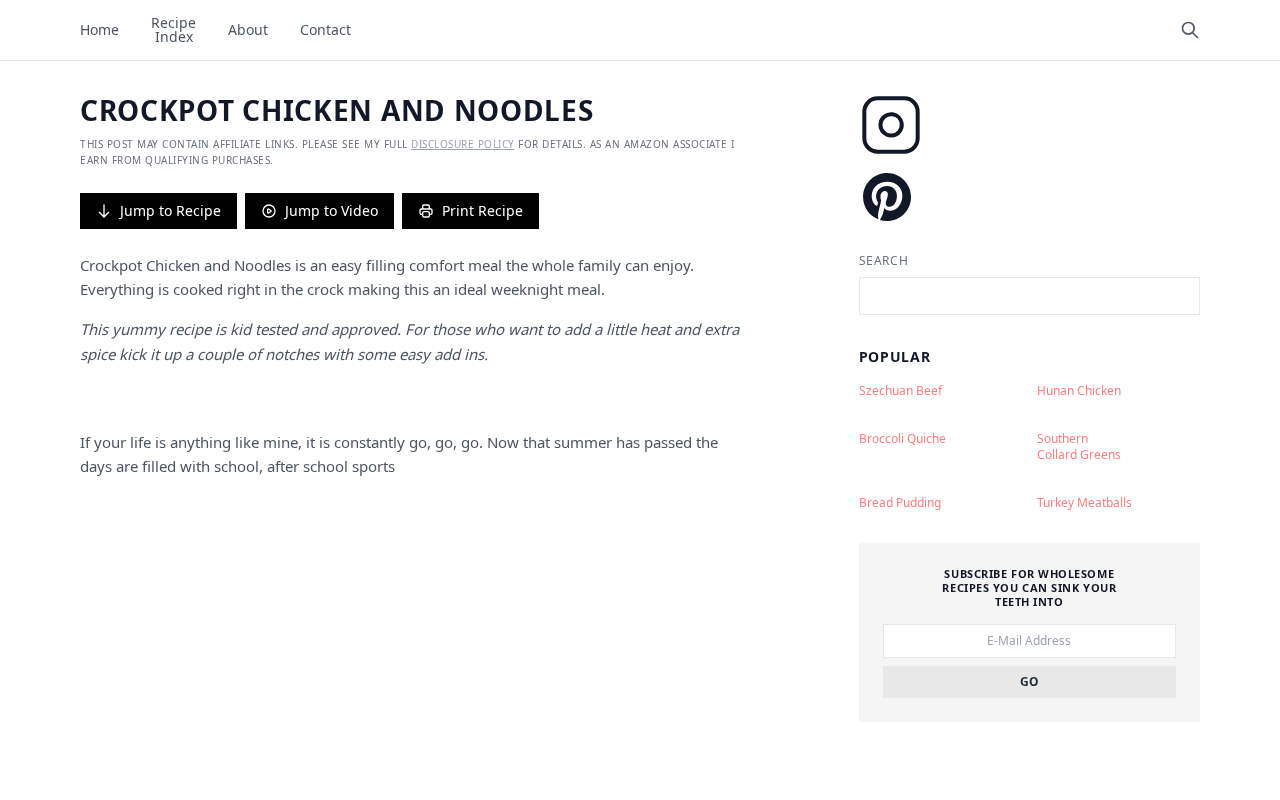 Home
Recipe
Index
About
Contact
CROCKPOT CHICKEN AND NOODLES
THIS POST MAY CONTAIN AFFILIATE LINKS. PLEASE SEE MY FULL DISCLOSURE POLICY FOR DETAILS. AS AN AMAZON ASSOCIATE I
EARN FROM QUALIFYING PURCHASES.
Jump to Recipe
Jump to Video
Print Recipe
Crockpot Chicken and Noodles is an easy filling comfort meal the whole family can enjoy.
Everything is cooked right in the crock making this an ideal weeknight meal.
This yummy recipe is kid tested and approved. For those who want to add a little heat and extra
spice kick it up a couple of notches with some easy add ins.
If your life is anything like mine, it is constantly go, go, go. Now that summer has passed the
days are filled with school, after school sports
SEARCH
POPULAR
Szechuan Beef
Hunan Chicken
Broccoli Quiche
Southern
Collard Greens
Bread Pudding
Turkey Meatballs
SUBSCRIBE FOR WHOLESOME
RECIPES YOU CAN SINK YOUR
TEETH INTO
E-Mail Address
GO